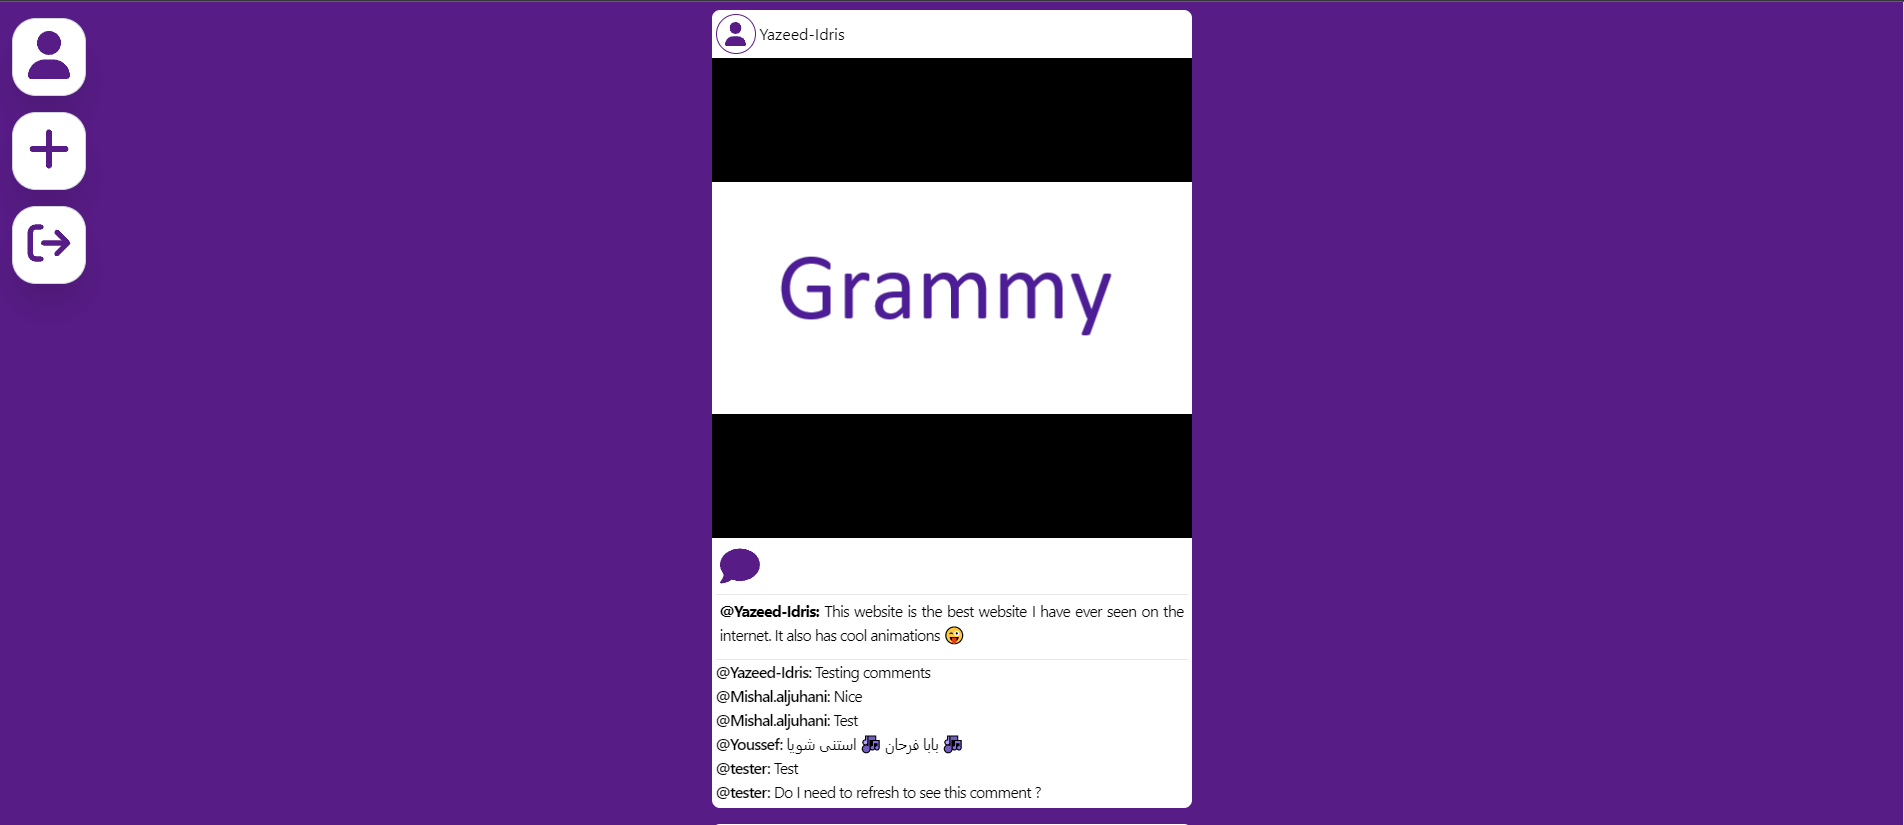 Yazeed-Idris
Grammy
@Yazeed-Idris: This website is the best website I have ever seen on the
internet. It also has cool animations 😜
@Yazeed-Idris: Testing comments
@Mishal.aljuhani: Nice
@Mishal.aljuhani: Test
@Youssef: استنى شويا 🎼 بابا فرحان 🎼
@tester: Test
@tester: Do I need to refresh to see this comment ?